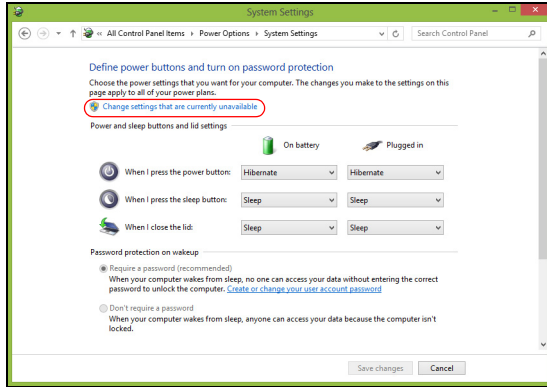 System Settings
« All Control Panel Items Power Options System Settings
Search Control Panel
Define power buttons and turn on password protection
Choose the power settings that you want for your computer. The changes you make to the settings on this
page apply to all of your power plans.
Change settings that are currently unavailable
Power and sleep buttons and lid settings
On battery Plugged in
When I press the power button: Hibernate Hibernate
When I press the sleep button: Sleep Sleep
When I close the lid: Sleep Sleep
Password protection on wakeup
Require a password (recommended)
When your computer wakes from sleep, no one can access your data without entering the correct
password to unlock the computer. Create or change your user account password
Don't require a password
When your computer wakes from sleep, anyone can access your data because the computer isn't
locked.
Save changes Cancel